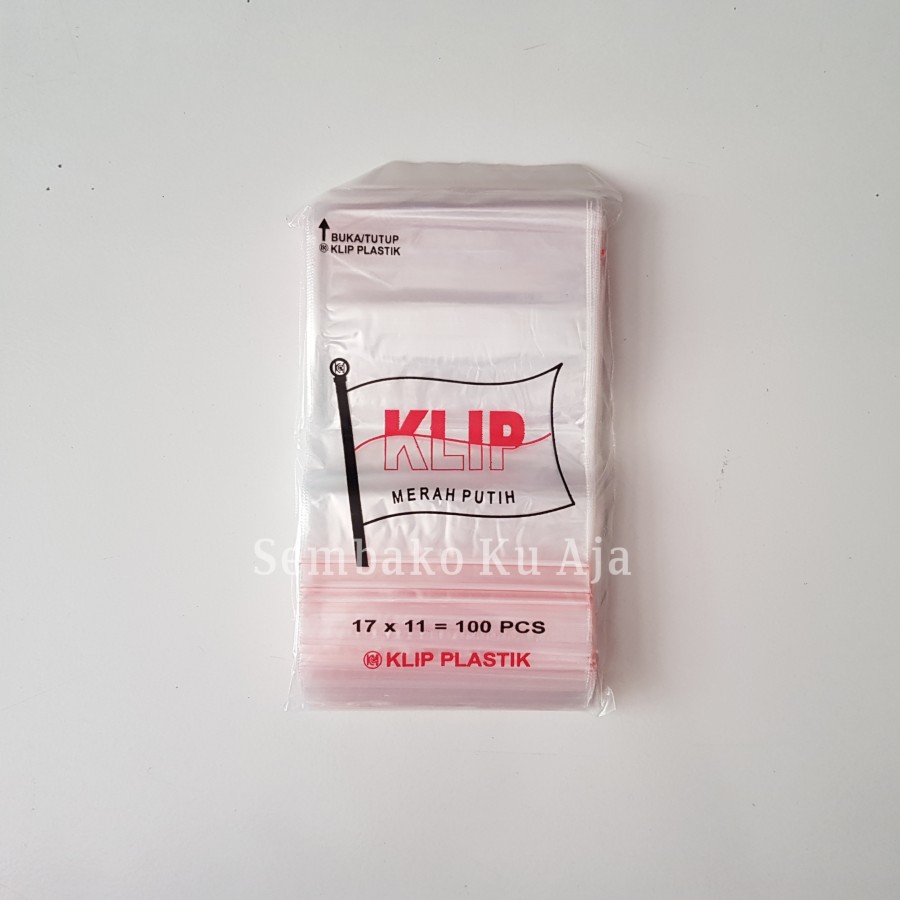 BUKA/TUTUP
KLIP PLASTIK
KLIP
MERAH PUTIH
Sembako Ku Aja
17 x 11 = 100 PCS
KLIP PLASTIK